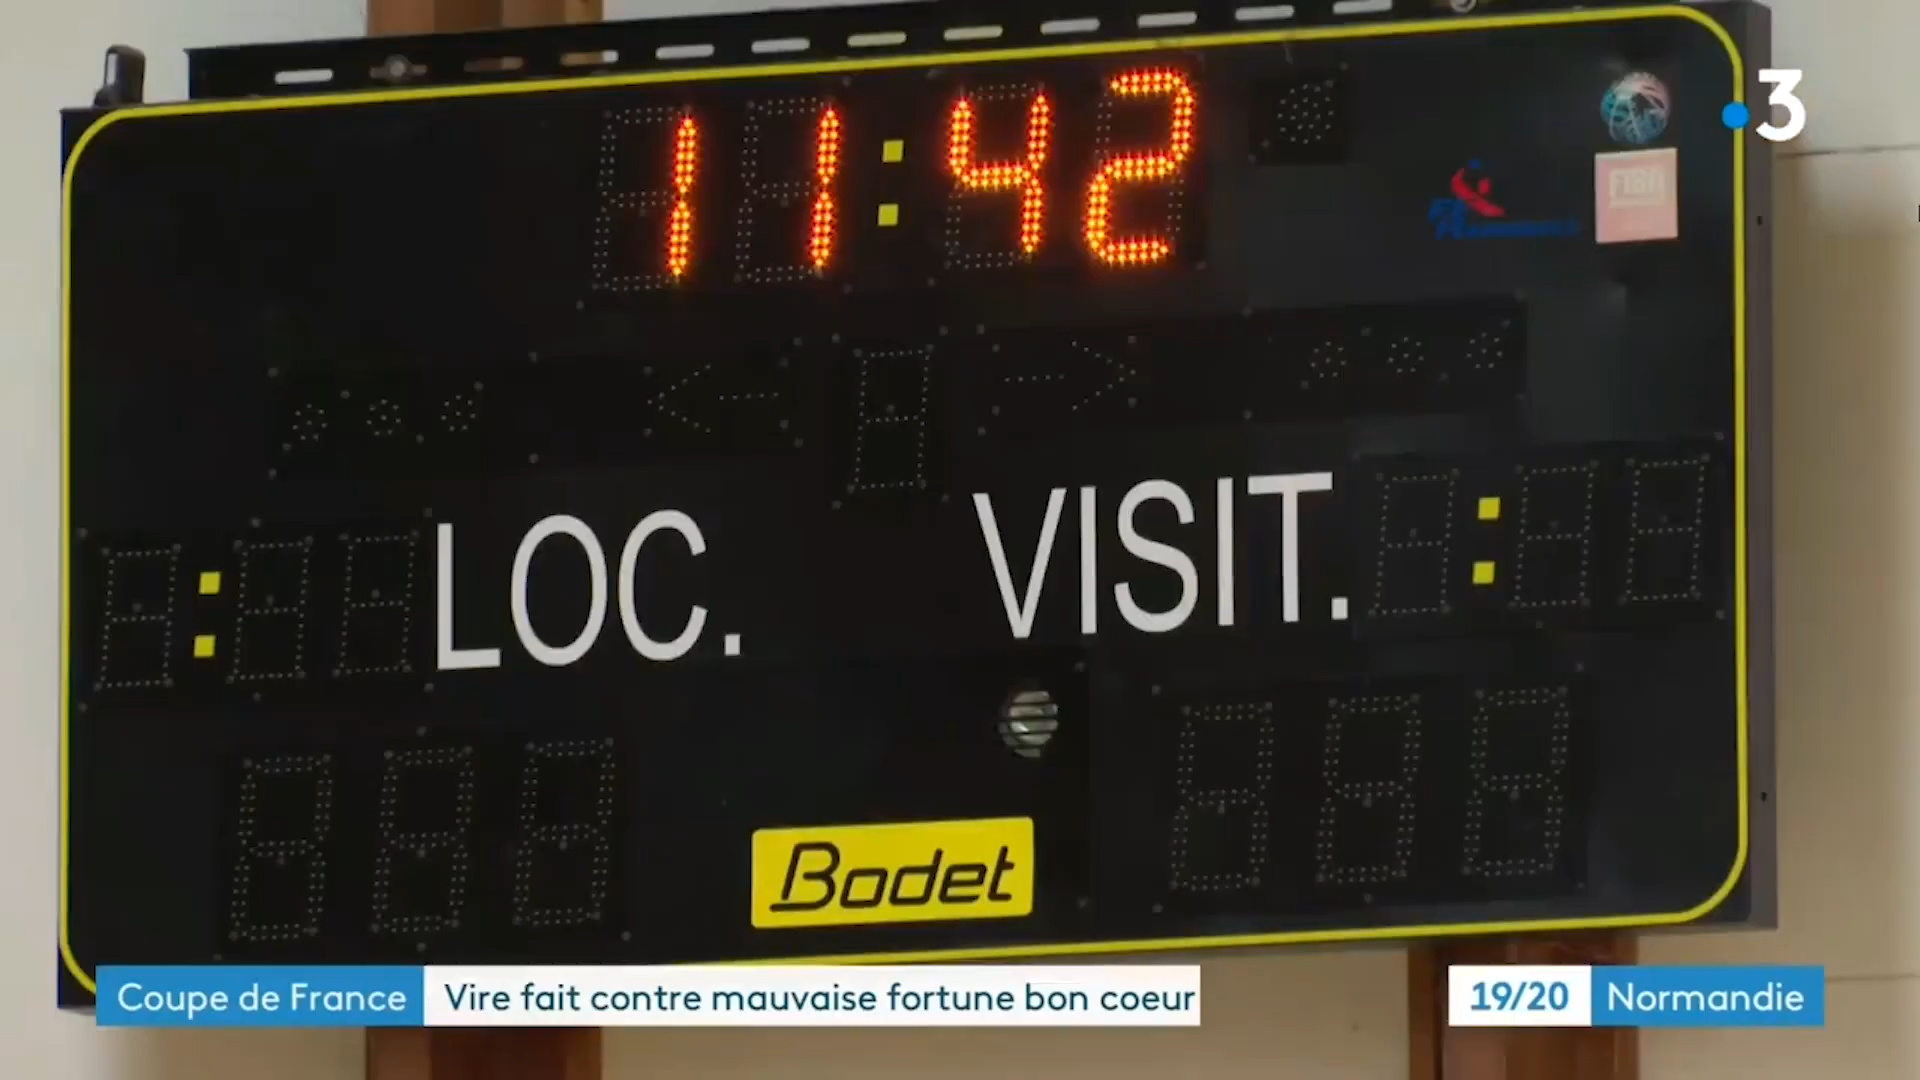 11:42
3
FIBA
LOC.
VISIT.
Bodet
Coupe de France
Vire fait contre mauvaise fortune bon coeur
19/20
Normandie